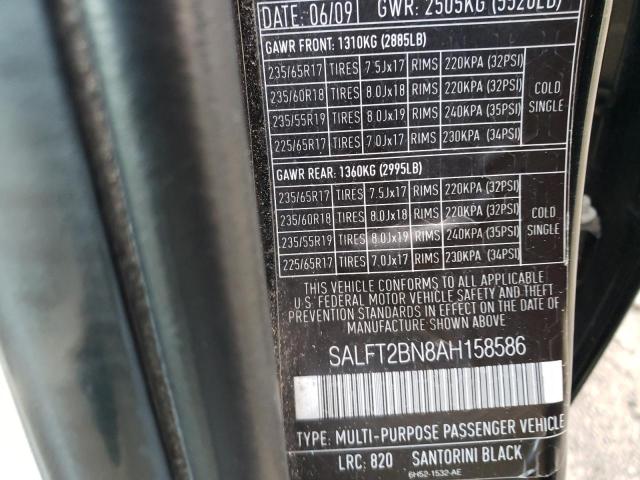 DATE: 06/09 GWR: 2505KG (5520LB)
GAWR FRONT: 1310KG (2885LB)
235/65R17 TIRES 7.5Jx17 RIMS 220KPA (32PSI)
235/60R18 TIRES 8.0Jx18 RIMS 220KPA (32PSI)
235/55R19 TIRES 8.0Jx19 RIMS 240KPA (35PSI)
225/65R17 TIRES 7.0Jx17 RIMS 230KPA (34PSI)
COLD
SINGLE
GAWR REAR: 1360KG (2995LB)
235/65R17 TIRES 7.5Jx17 RIMS 220KPA (32PSI)
235/60R18 TIRES 8.0Jx18 RIMS 220KPA (32PSI)
235/55R19 TIRES 8.0Jx19 RIMS 240KPA (35PSI)
225/65R17 TIRES 7.0Jx17 RIMS 230KPA (34PSI)
COLD
SINGLE
THIS VEHICLE CONFORMS TO ALL APPLICABLE
U.S. FEDERAL MOTOR VEHICLE SAFETY AND THEFT
PREVENTION STANDARDS IN EFFECT ON THE DATE OF
MANUFACTURE SHOWN ABOVE
SALFT2BN8AH158586
TYPE: MULTI-PURPOSE PASSENGER VEHICLE
LRC: 820 SANTORINI BLACK
6H52-1532-AE